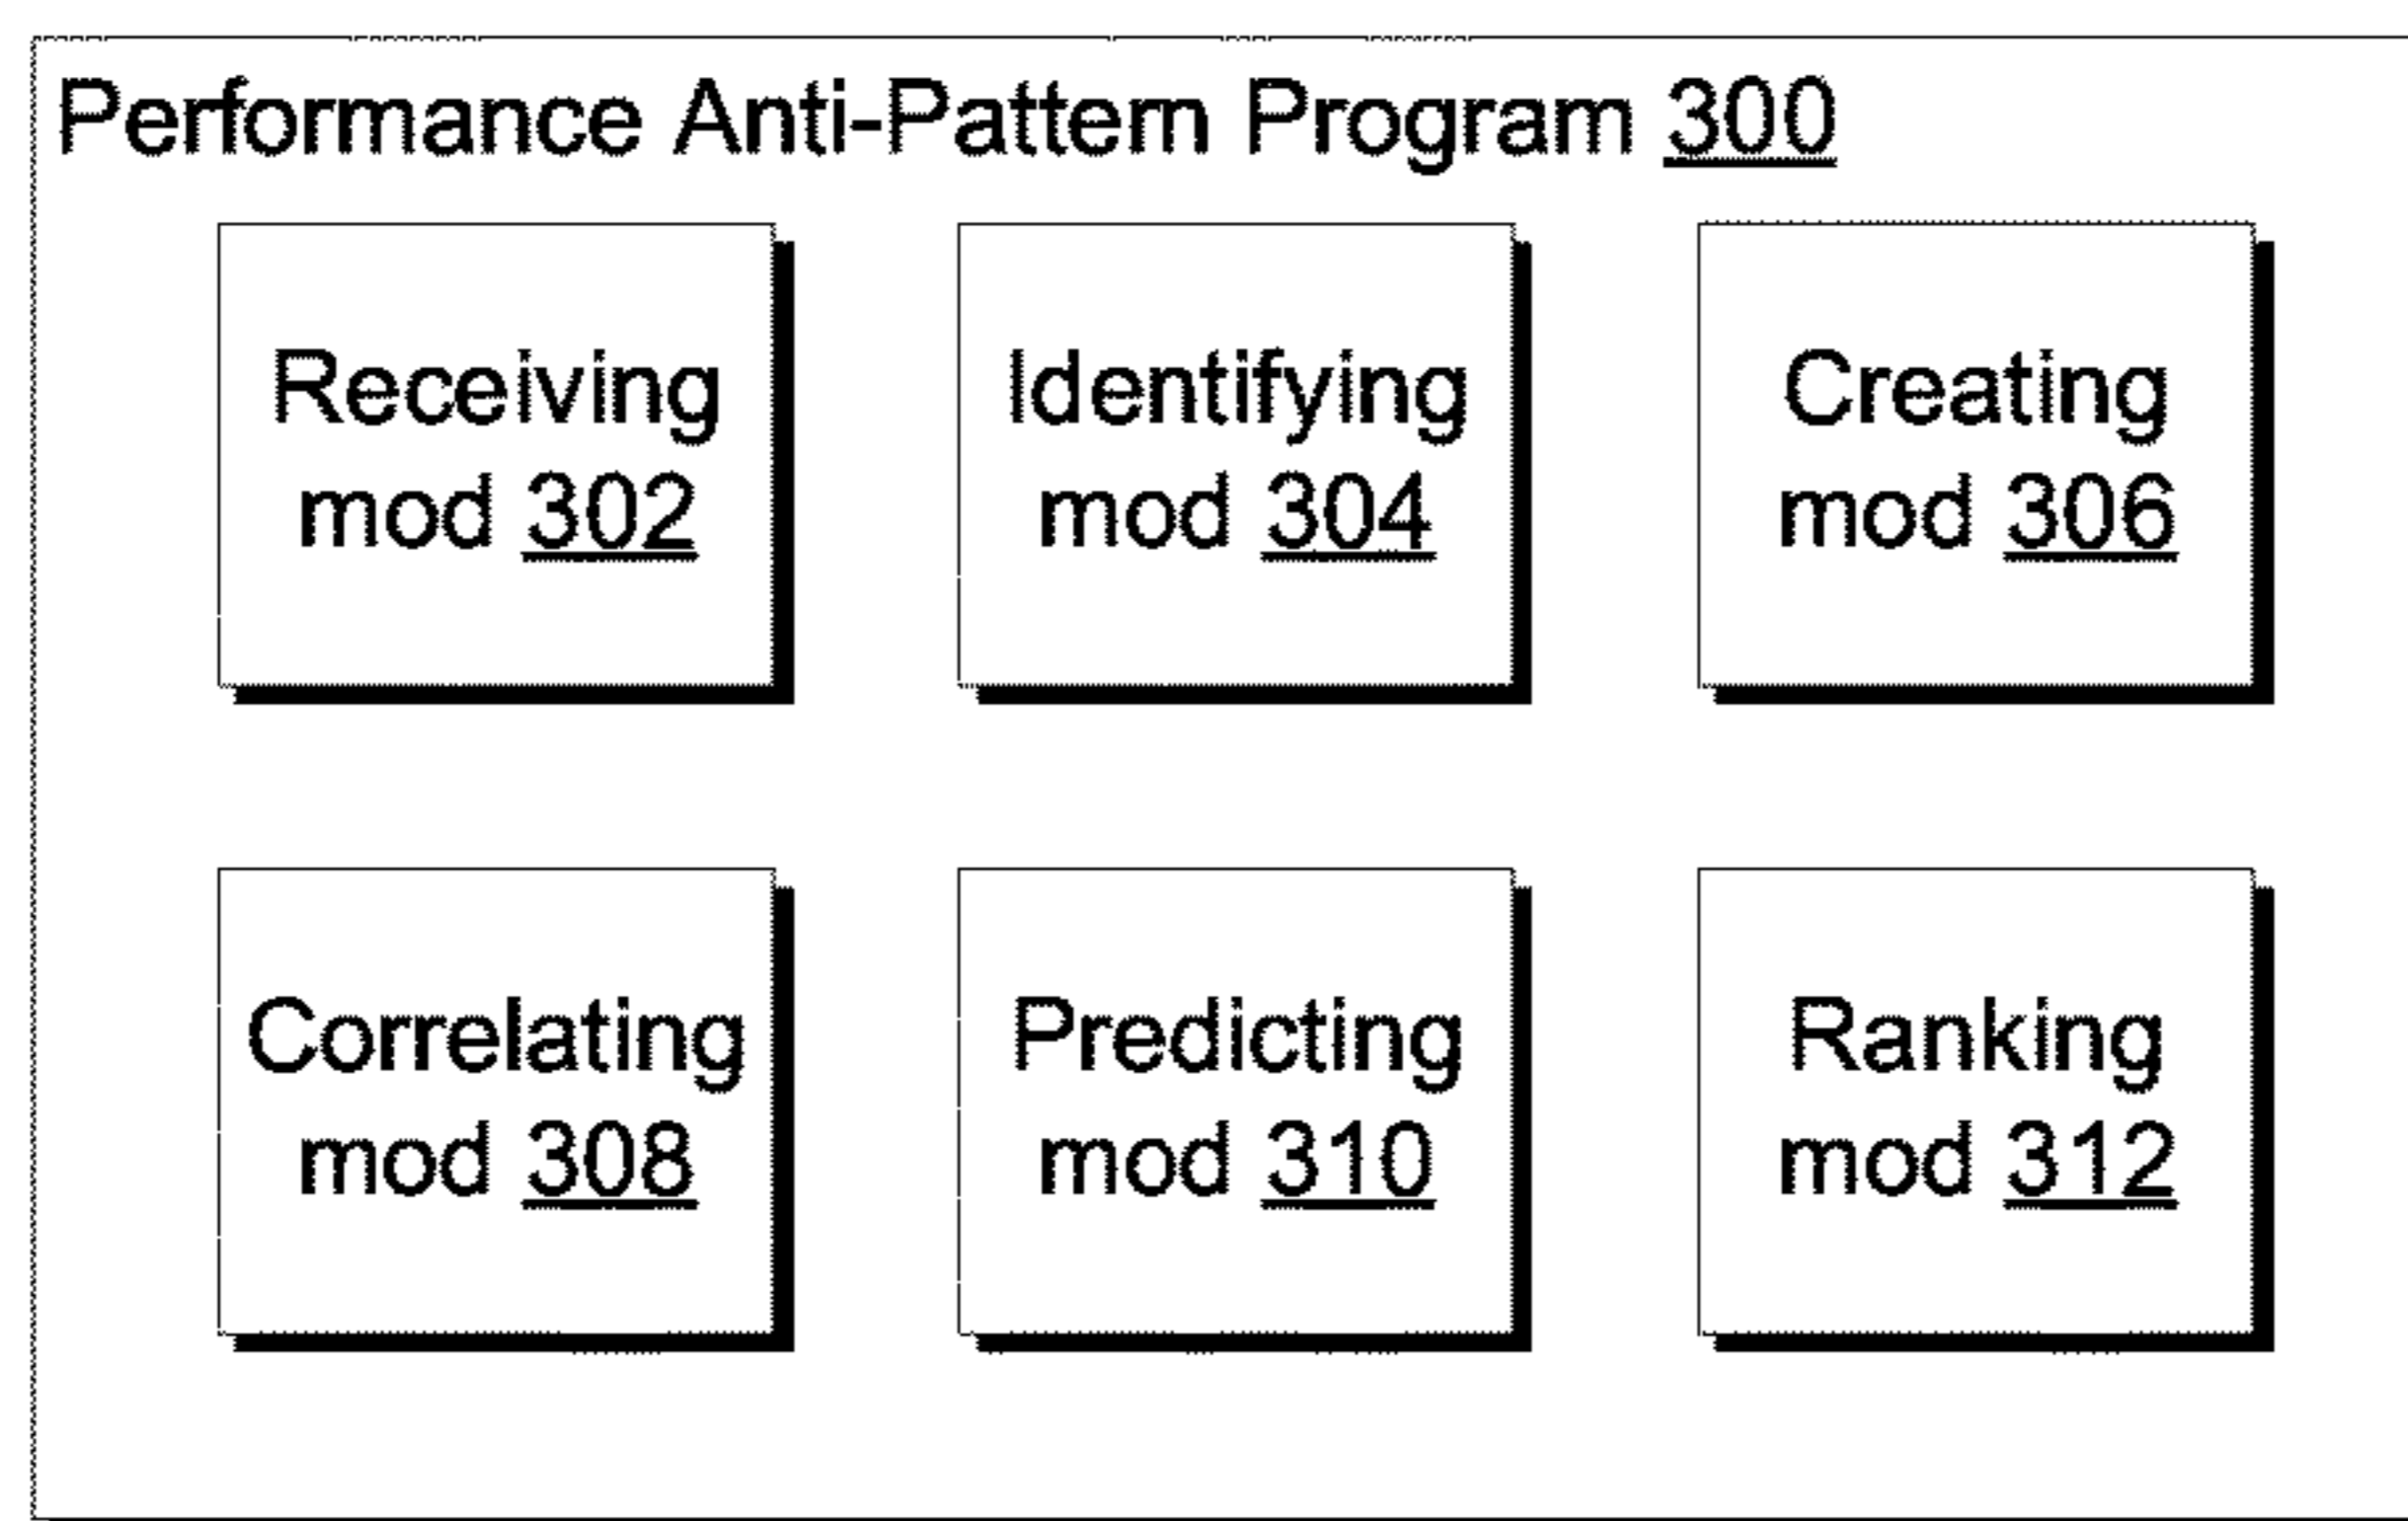 Performance Anti-Pattern Program 300
Receiving
mod 302
Identifying
mod 304
Creating
mod 306
Correlating
mod 308
Predicting
mod 310
Ranking
mod 312